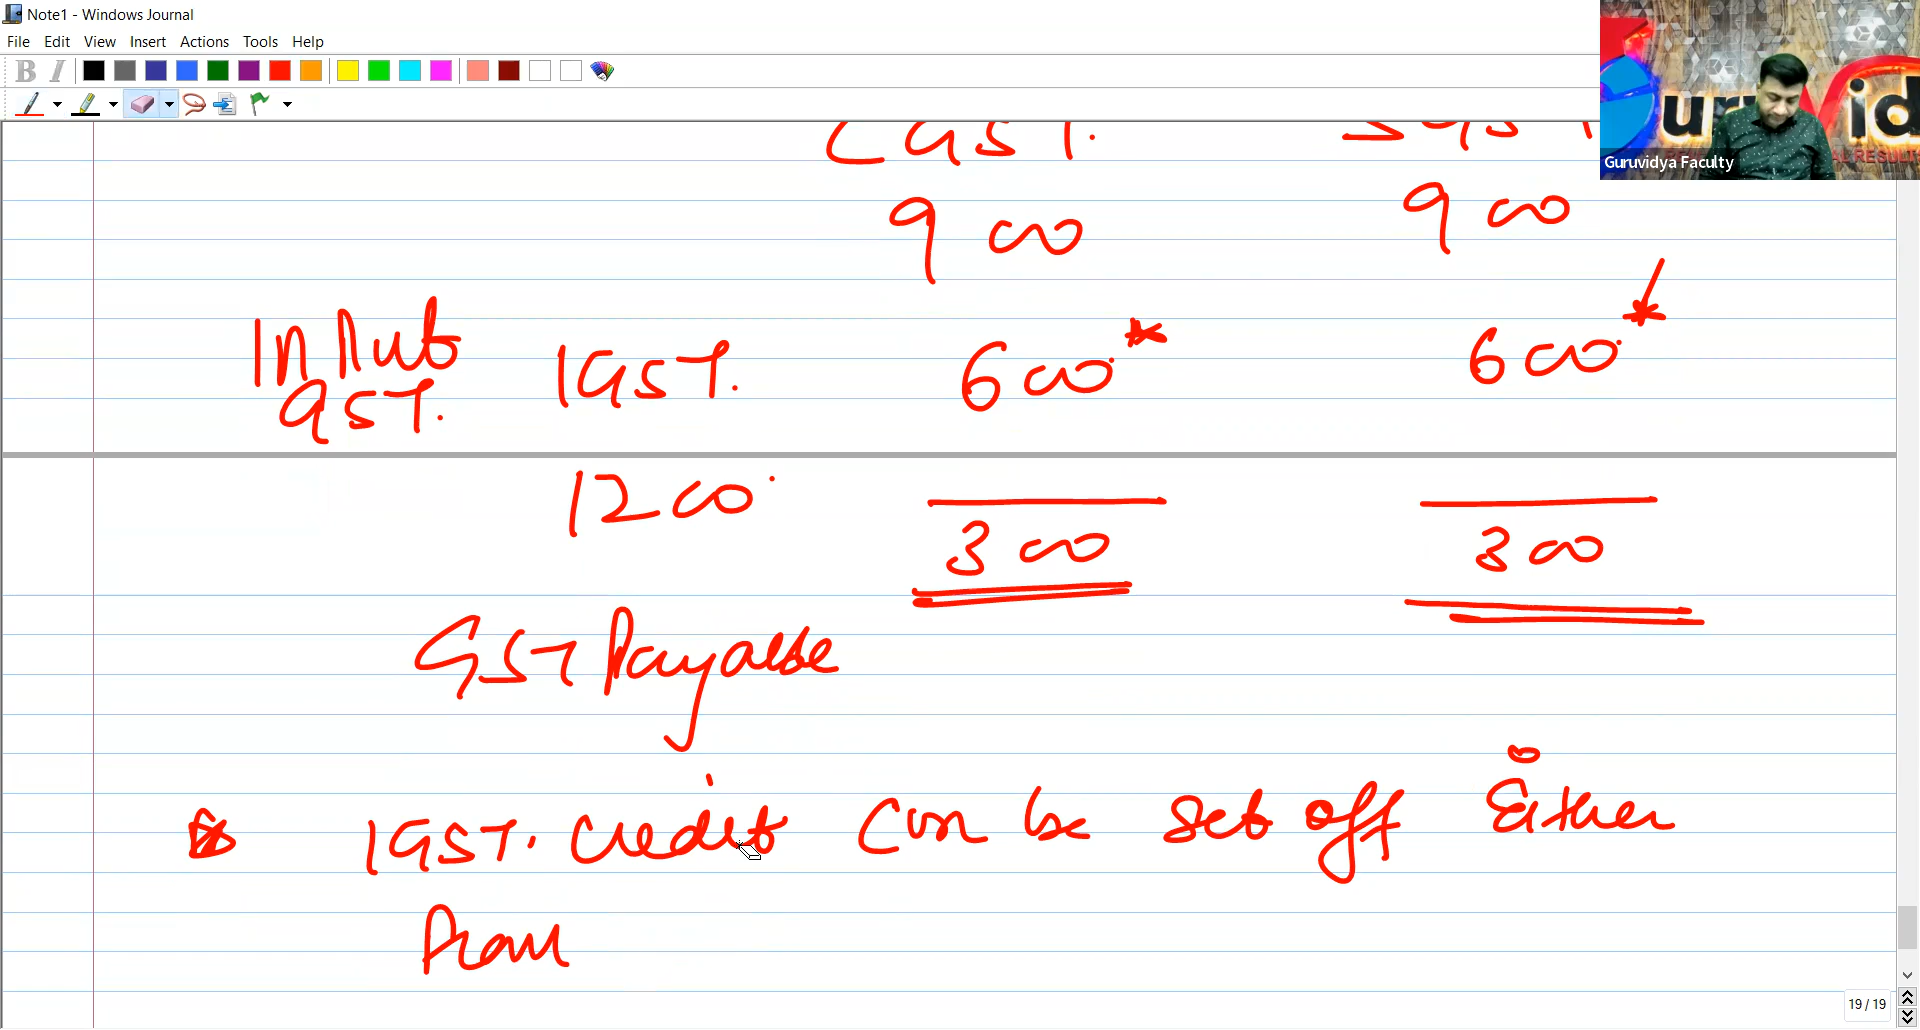 Note1 - Windows Journal
File Edit View Insert Actions Tools Help
B I
Guruvidya Faculty
CGST. SGST
900 900
Input IGST. 600* 600*
GST.
1200
300 300
GST Payable
IGST. Credit Can be Set off Either
from
19 / 19